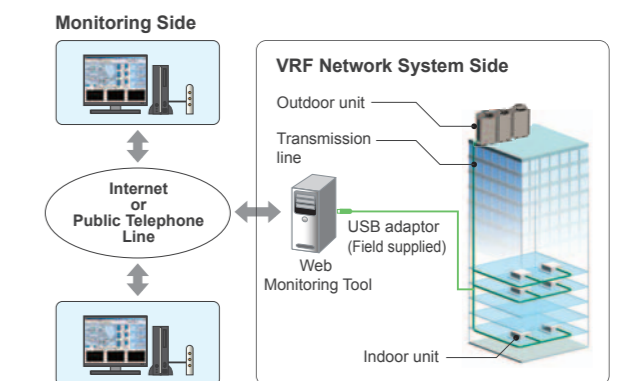 Monitoring Side
Internet
or
Public Telephone
Line
VRF Network System Side
Outdoor unit
Transmission
line
USB adaptor
(Field supplied)
Web
Monitoring Tool
Indoor unit